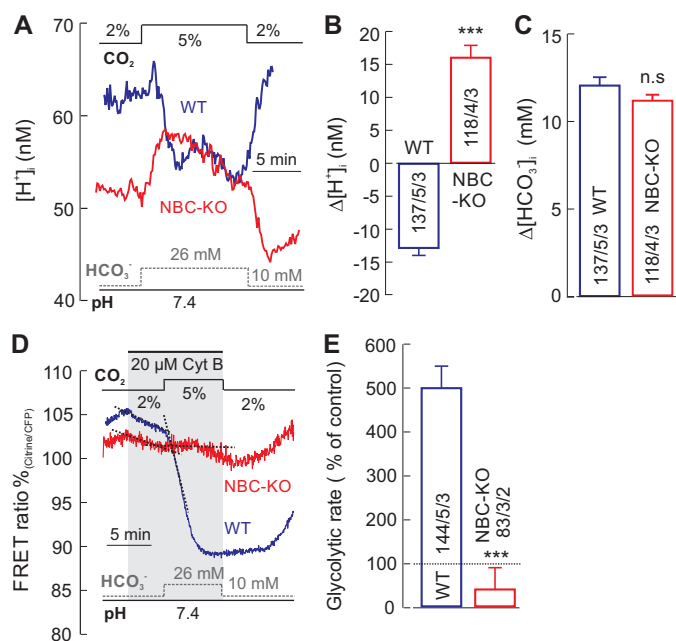 A
2%
5%
2%
CO2
WT
NBC-KO
5 min
26 mM
HCO3-
10 mM
pH
7.4
[H+]i (nM)
70
60
50
40
B
***
WT
118/4/3
137/5/3
NBC
-KO
Δ[H+]i (nM)
20
15
10
5
0
-5
-10
-15
-20
C
n.s
137/5/3 WT
118/4/3 NBC-KO
Δ[HCO3-]i (mM)
15
10
5
0
D
20 µM Cyt B
CO2
2%
5%
2%
NBC-KO
WT
5 min
26 mM
HCO3-
10 mM
pH
7.4
FRET ratio %(Citrine/CFP)
105
100
95
90
85
80
E
WT 144/5/3
NBC-KO
83/3/2
***
Glycolytic rate ( % of control)
600
500
400
300
200
100
0